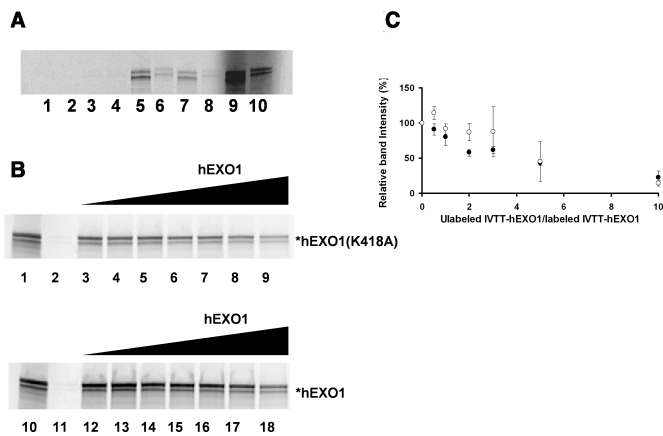 A
1 2 3 4 5 6 7 8 9 10
B
hEXO1
*hEXO1(K418A)
1 2 3 4 5 6 7 8 9
hEXO1
*hEXO1
10 11 12 13 14 15 16 17 18
C
Relative band Intensity (%)
150
100
50
0
0 2 4 6 8 10
Ulabeled IVTT-hEXO1/labeled IVTT-hEXO1